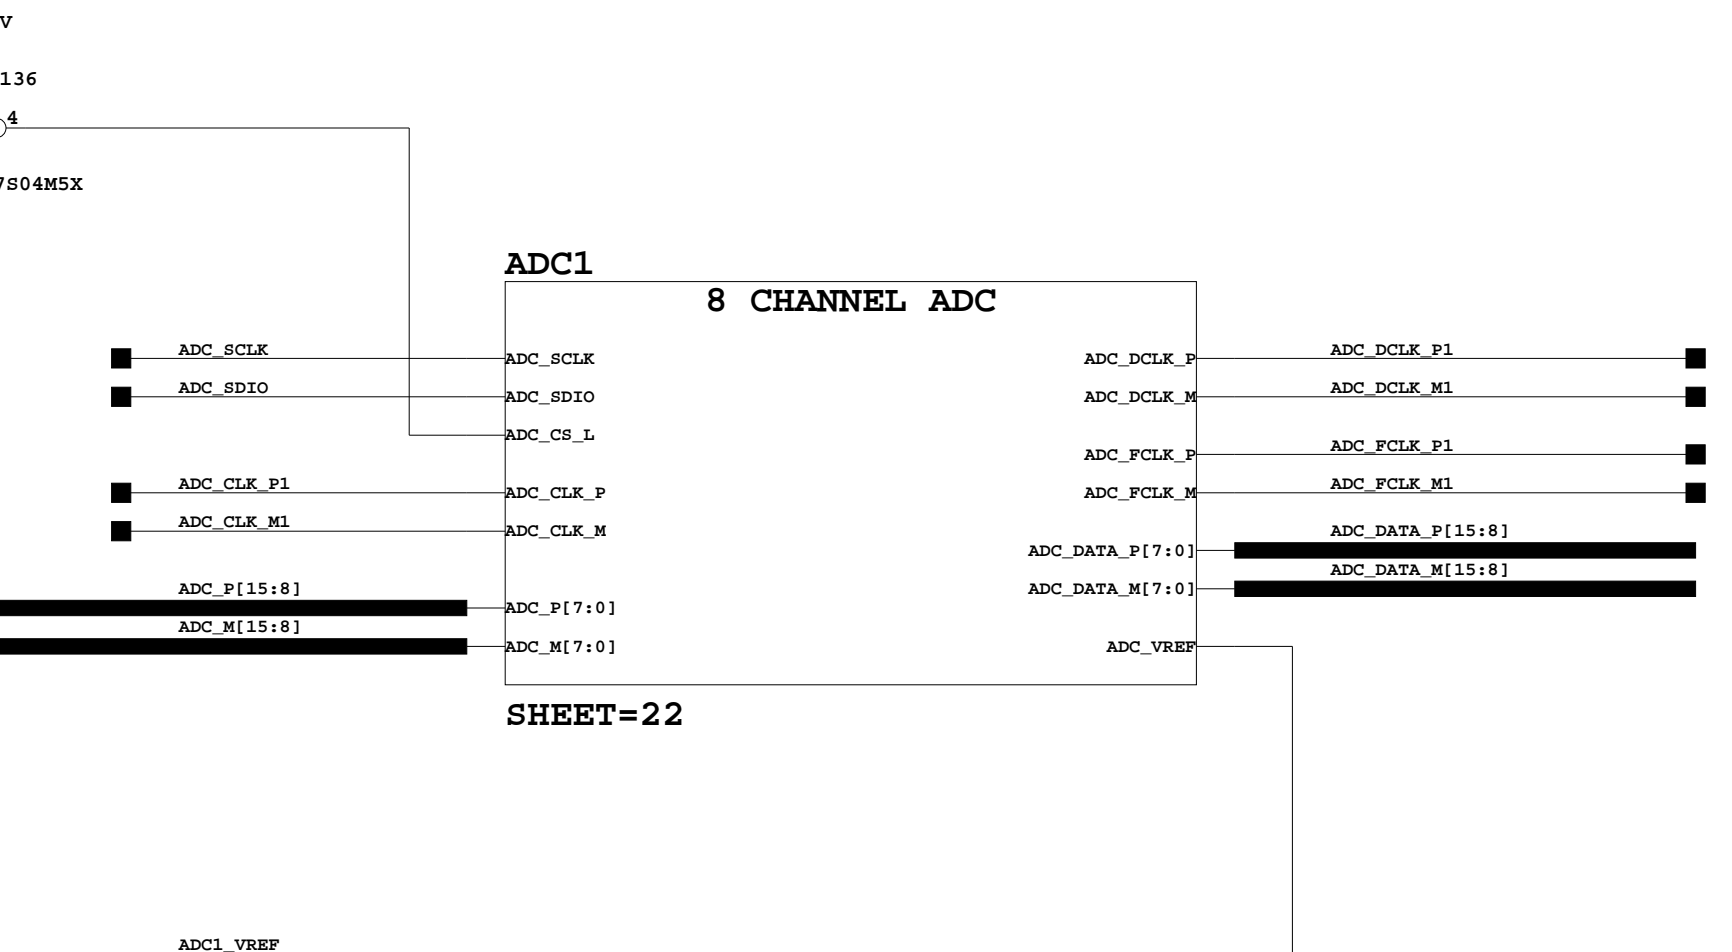 V
136
4
7S04M5X
ADC1
8 CHANNEL ADC
ADC_SCLK
ADC_SCLK
ADC_DCLK_P
ADC_DCLK_P1
ADC_SDIO
ADC_SDIO
ADC_DCLK_M
ADC_DCLK_M1
ADC_CS_L
ADC_FCLK_P
ADC_FCLK_P1
ADC_CLK_P1
ADC_CLK_P
ADC_FCLK_M
ADC_FCLK_M1
ADC_CLK_M1
ADC_CLK_M
ADC_DATA_P[7:0]
ADC_DATA_P[15:8]
ADC_DATA_M[7:0]
ADC_DATA_M[15:8]
ADC_P[15:8]
ADC_P[7:0]
ADC_M[15:8]
ADC_M[7:0]
ADC_VREF
SHEET=22
ADC1_VREF